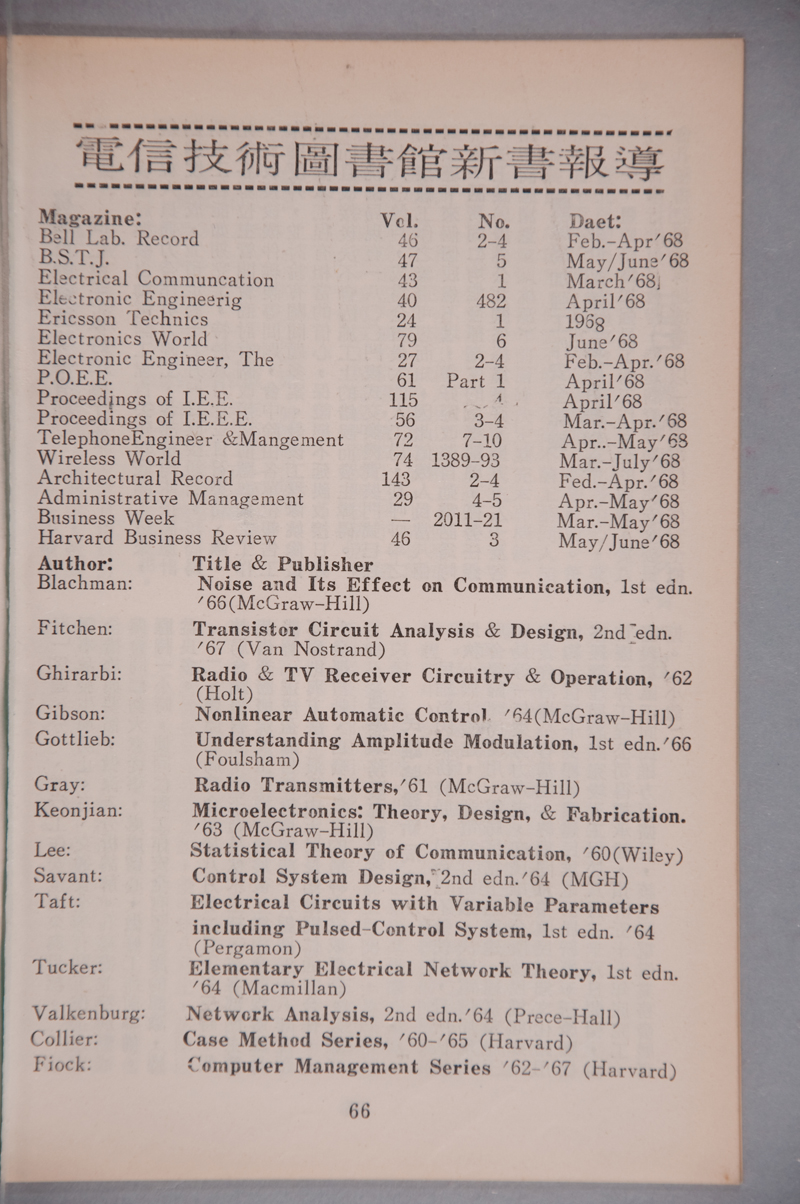 電信技術圖書館新書報導
Magazine: Vol. No. Daet:
Bell Lab. Record 46 2-4 Feb.-Apr'68
B.S.T.J. 47 5 May/June'68
Electrical Communcation 43 1 March'68
Electronic Engineerig 40 482 April'68
Ericsson Technics 24 1 196g
Electronics World 79 6 June'68
Electronic Engineer, The 27 2-4 Feb.-Apr.'68
P.O.E.E. 61 Part 1 April'68
Proceedings of I.E.E. 115 April'68
Proceedings of I.E.E.E. 56 3-4 Mar.-Apr.'68
TelephoneEngineer &Mangement 72 7-10 Apr..-May'68
Wireless World 74 1389-93 Mar.-July'68
Architectural Record 143 2-4 Fed.-Apr.'68
Administrative Management 29 4-5 Apr.-May'68
Business Week — 2011-21 Mar.-May'68
Harvard Business Review 46 3 May/June'68
Author: Title & Publisher
Blachman: Noise and Its Effect on Communication, 1st edn.
'66(McGraw-Hill)
Fitchen: Transistor Circuit Analysis & Design, 2nd edn.
'67 (Van Nostrand)
Ghirarbi: Radio & TV Receiver Circuitry & Operation, '62
(Holt)
Gibson: Nonlinear Automatic Control. '64(McGraw-Hill)
Gottlieb: Understanding Amplitude Modulation, 1st edn.'66
(Foulsham)
Gray: Radio Transmitters,'61 (McGraw-Hill)
Keonjian: Microelectronics: Theory, Design, & Fabrication.
'63 (McGraw-Hill)
Lee: Statistical Theory of Communication, '60(Wiley)
Savant: Control System Design, 2nd edn.'64 (MGH)
Taft: Electrical Circuits with Variable Parameters
including Pulsed-Control System, 1st edn. '64
(Pergamon)
Tucker: Elementary Electrical Network Theory, 1st edn.
'64 (Macmillan)
Valkenburg: Network Analysis, 2nd edn.'64 (Prece-Hall)
Collier: Case Method Series, '60-'65 (Harvard)
Fiock: Computer Management Series '62-'67 (Harvard)
66